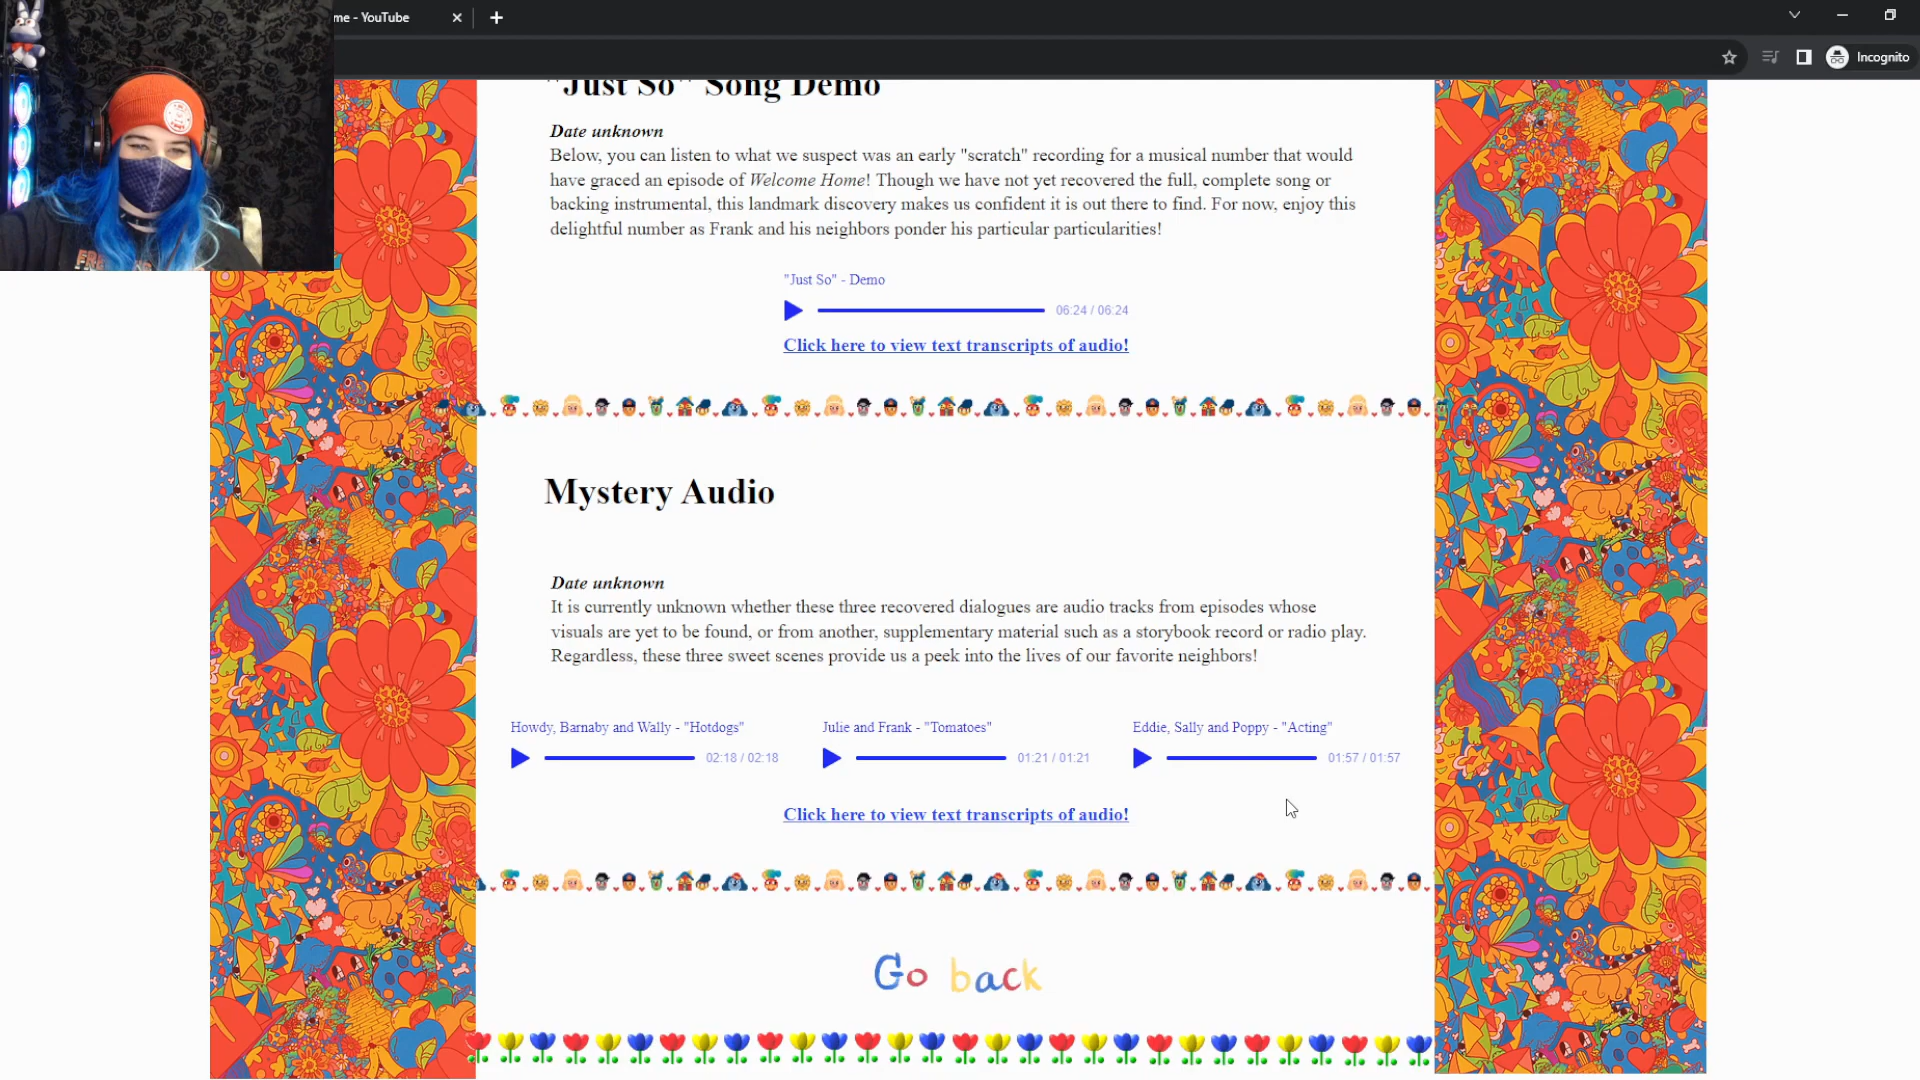 me - YouTube
Incognito
"Just So" Song Demo
Date unknown
Below, you can listen to what we suspect was an early "scratch" recording for a musical number that would
have graced an episode of Welcome Home! Though we have not yet recovered the full, complete song or
backing instrumental, this landmark discovery makes us confident it is out there to find. For now, enjoy this
delightful number as Frank and his neighbors ponder his particular particularities!
"Just So" - Demo
06:24 / 06:24
Click here to view text transcripts of audio!
Mystery Audio
Date unknown
It is currently unknown whether these three recovered dialogues are audio tracks from episodes whose
visuals are yet to be found, or from another, supplementary material such as a storybook record or radio play.
Regardless, these three sweet scenes provide us a peek into the lives of our favorite neighbors!
Howdy, Barnaby and Wally - "Hotdogs"
02:18 / 02:18
Julie and Frank - "Tomatoes"
01:21 / 01:21
Eddie, Sally and Poppy - "Acting"
01:57 / 01:57
Click here to view text transcripts of audio!
Go back